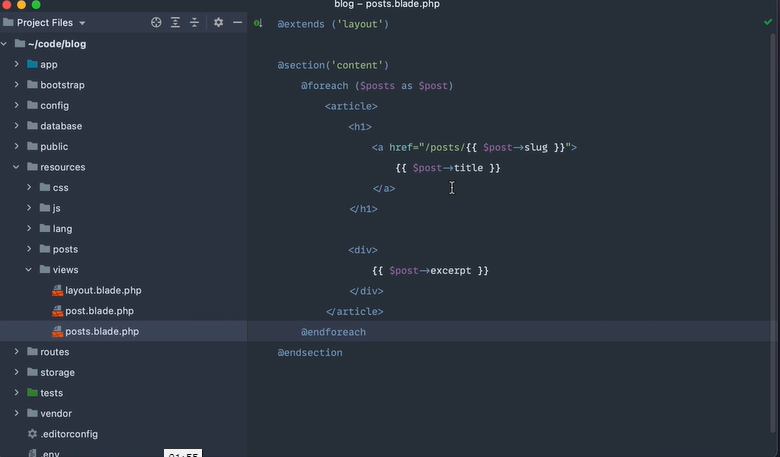 blog – posts.blade.php
Project Files
~/code/blog
app
bootstrap
config
database
public
resources
css
js
lang
posts
views
layout.blade.php
post.blade.php
posts.blade.php
routes
storage
tests
vendor
.editorconfig
.env
@extends ('layout')
@section('content')
@foreach ($posts as $post)
<article>
<h1>
<a href="/posts/{{ $post->slug }}">
{{ $post->title }}
</a>
</h1>
<div>
{{ $post->excerpt }}
</div>
</article>
@endforeach
@endsection